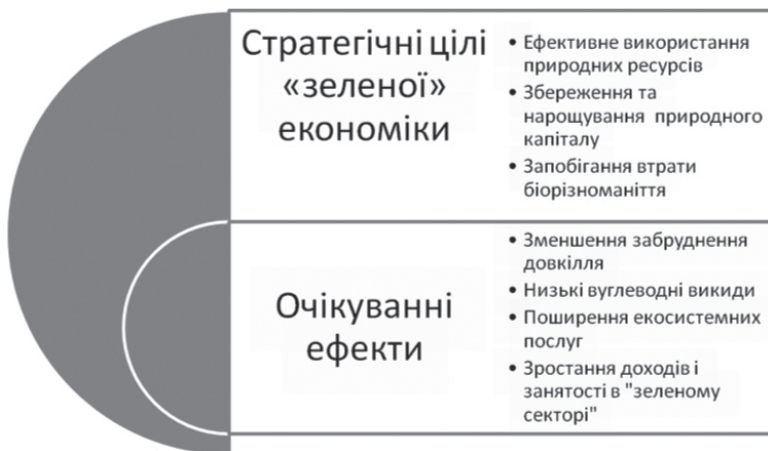 Стратегічні цілі
«зеленої»
економіки
• Ефективне використання
природних ресурсів
• Збереження та
нарощування природного
капіталу
• Запобігання втрати
біорізноманіття
Очікуванні
ефекти
• Зменшення забруднення
довкілля
• Низькі вуглеводні викиди
• Поширення екосистемних
послуг
• Зростання доходів і
занятості в "зеленому
секторі"